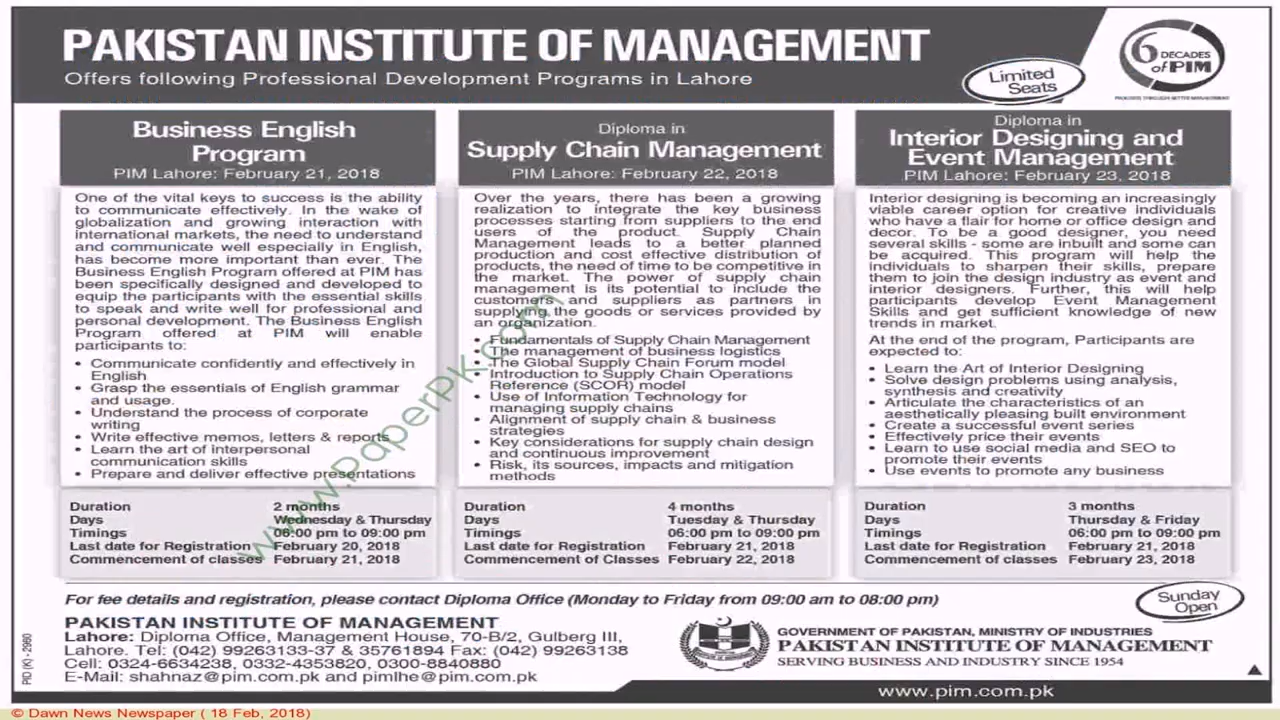 PAKISTAN INSTITUTE OF MANAGEMENT
Offers following Professional Development Programs in Lahore
Limited
Seats
6 DECADES
of PIM
PROGRESS THROUGH BETTER MANAGEMENT
Business English
Program
PIM Lahore: February 21, 2018
One of the vital keys to success is the ability
to communicate effectively. In the wake of
globalization and growing interaction with
international markets, the need to understand
and communicate well especially in English,
has become more important than ever. The
Business English Program offered at PIM has
been specifically designed and developed to
equip the participants with the essential skills
to speak and write well for professional and
personal development. The Business English
Program offered at PIM will enable
participants to:
• Communicate confidently and effectively in
English
• Grasp the essentials of English grammar
and usage.
• Understand the process of corporate
writing
• Write effective memos, letters & reports
• Learn the art of interpersonal
communication skills
• Prepare and deliver effective presentations
Duration 2 months
Days Wednesday & Thursday
Timings 06:00 pm to 09:00 pm
Last date for Registration February 20, 2018
Commencement of classes February 21, 2018
Diploma in
Supply Chain Management
PIM Lahore: February 22, 2018
Over the years, there has been a growing
realization to integrate the key business
processes starting from suppliers to the end
users of the product. Supply Chain
Management leads to a better planned
production and cost effective distribution of
products, the need of time to be competitive in
the market. The power of supply chain
management is its potential to include the
customers and suppliers as partners in
supplying the goods or services provided by
an organization.
• Fundamentals of Supply Chain Management
• The management of business logistics
• The Global Supply Chain Forum model
• Introduction to Supply Chain Operations
Reference (SCOR) model
• Use of Information Technology for
managing supply chains
• Alignment of supply chain & business
strategies
• Key considerations for supply chain design
and continuous improvement
• Risk, its sources, impacts and mitigation
methods
Duration 4 months
Days Tuesday & Thursday
Timings 06:00 pm to 09:00 pm
Last date for Registration February 21, 2018
Commencement of Classes February 22, 2018
Diploma in
Interior Designing and
Event Management
PIM Lahore: February 23, 2018
Interior designing is becoming an increasingly
viable career option for creative individuals
who have a flair for home or office design and
decor. To be a good designer, you need
several skills - some are inbuilt and some can
be acquired. This program will help the
individuals to sharpen their skills, prepare
them to join the design industry as event and
interior designers. Further, this will help
participants develop Event Management
Skills and get sufficient knowledge of new
trends in market.
At the end of the program, Participants are
expected to:
• Learn the Art of Interior Designing
• Solve design problems using analysis,
synthesis and creativity
• Articulate the characteristics of an
aesthetically pleasing built environment
• Create a successful event series
• Effectively price their events
• Learn to use social media and SEO to
promote their events
• Use events to promote any business
Duration 3 months
Days Thursday & Friday
Timings 06:00 pm to 09:00 pm
Last date for Registration February 21, 2018
Commencement of classes February 23, 2018
www.PaperPK.com
For fee details and registration, please contact Diploma Office (Monday to Friday from 09:00 am to 08:00 pm)
Sunday
Open
PAKISTAN INSTITUTE OF MANAGEMENT
Lahore: Diploma Office, Management House, 70-B/2, Gulberg III,
Lahore. Tel: (042) 99263133-37 & 35761894 Fax: (042) 99263138
Cell: 0324-6634238, 0332-4353820, 0300-8840880
E-Mail: shahnaz@pim.com.pk and pimlhe@pim.com.pk
GOVERNMENT OF PAKISTAN, MINISTRY OF INDUSTRIES
PAKISTAN INSTITUTE OF MANAGEMENT
SERVING BUSINESS AND INDUSTRY SINCE 1954
www.pim.com.pk
PID (K) - 2980
© Dawn News Newspaper ( 18 Feb, 2018)